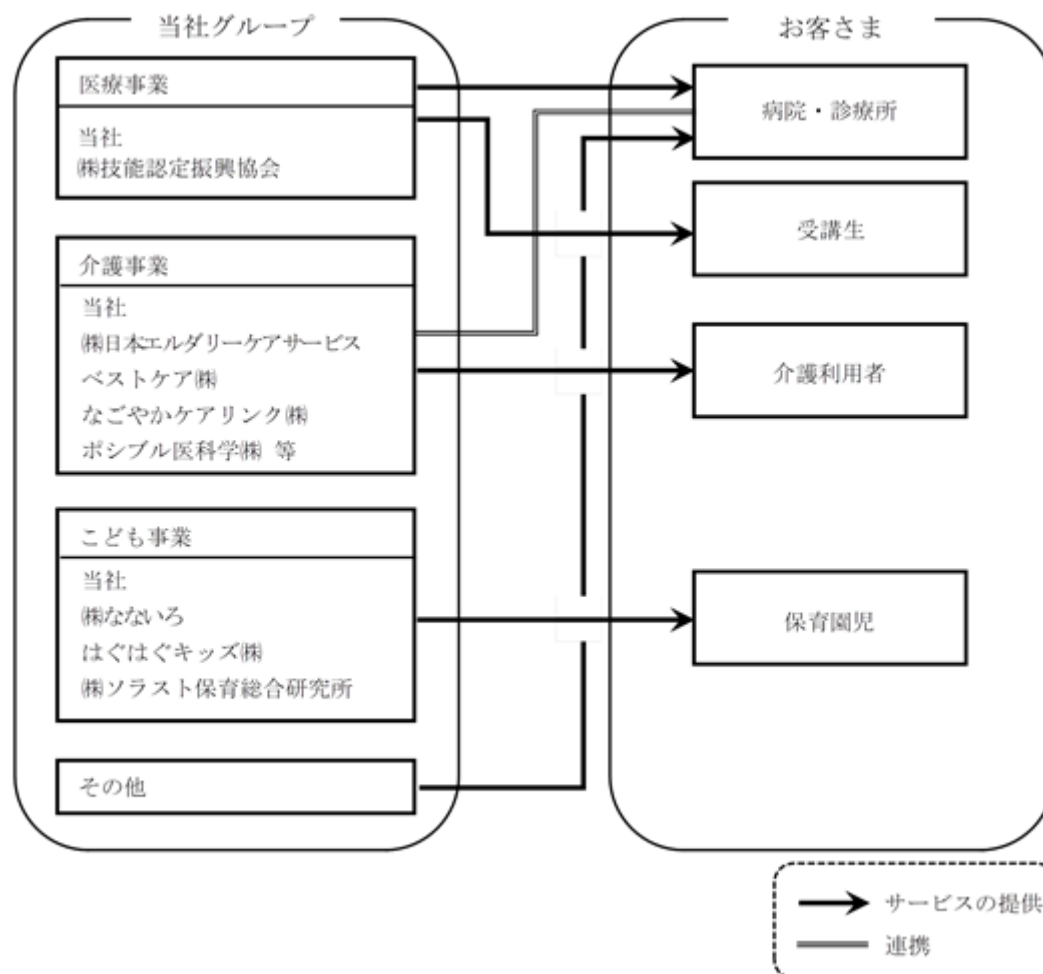 当社グループ
医療事業
当社
㈱技能認定振興協会
介護事業
当社
㈱日本エルダリーケアサービス
ベストケア㈱
なごやかケアリンク㈱
ポシブル医科学㈱ 等
こども事業
当社
㈱なないろ
はぐはぐキッズ㈱
㈱ソラスト保育総合研究所
その他
お客さま
病院・診療所
受講生
介護利用者
保育園児
サービスの提供
連携